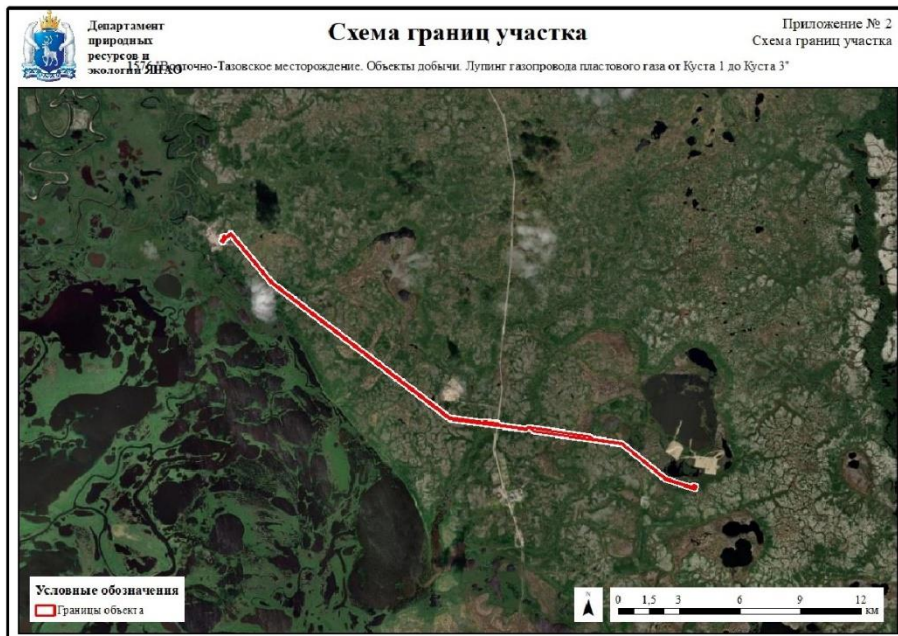 Департамент
природных
ресурсов и
экологии ЯНАО
Схема границ участка
Приложение № 2
Схема границ участка
"Восточно-Тазовское месторождение. Объекты добычи. Лупинг газопровода пластового газа от Куста 1 до Куста 3"
Условные обозначения
Границы объекта
N
0 1,5 3 6 9 12
км